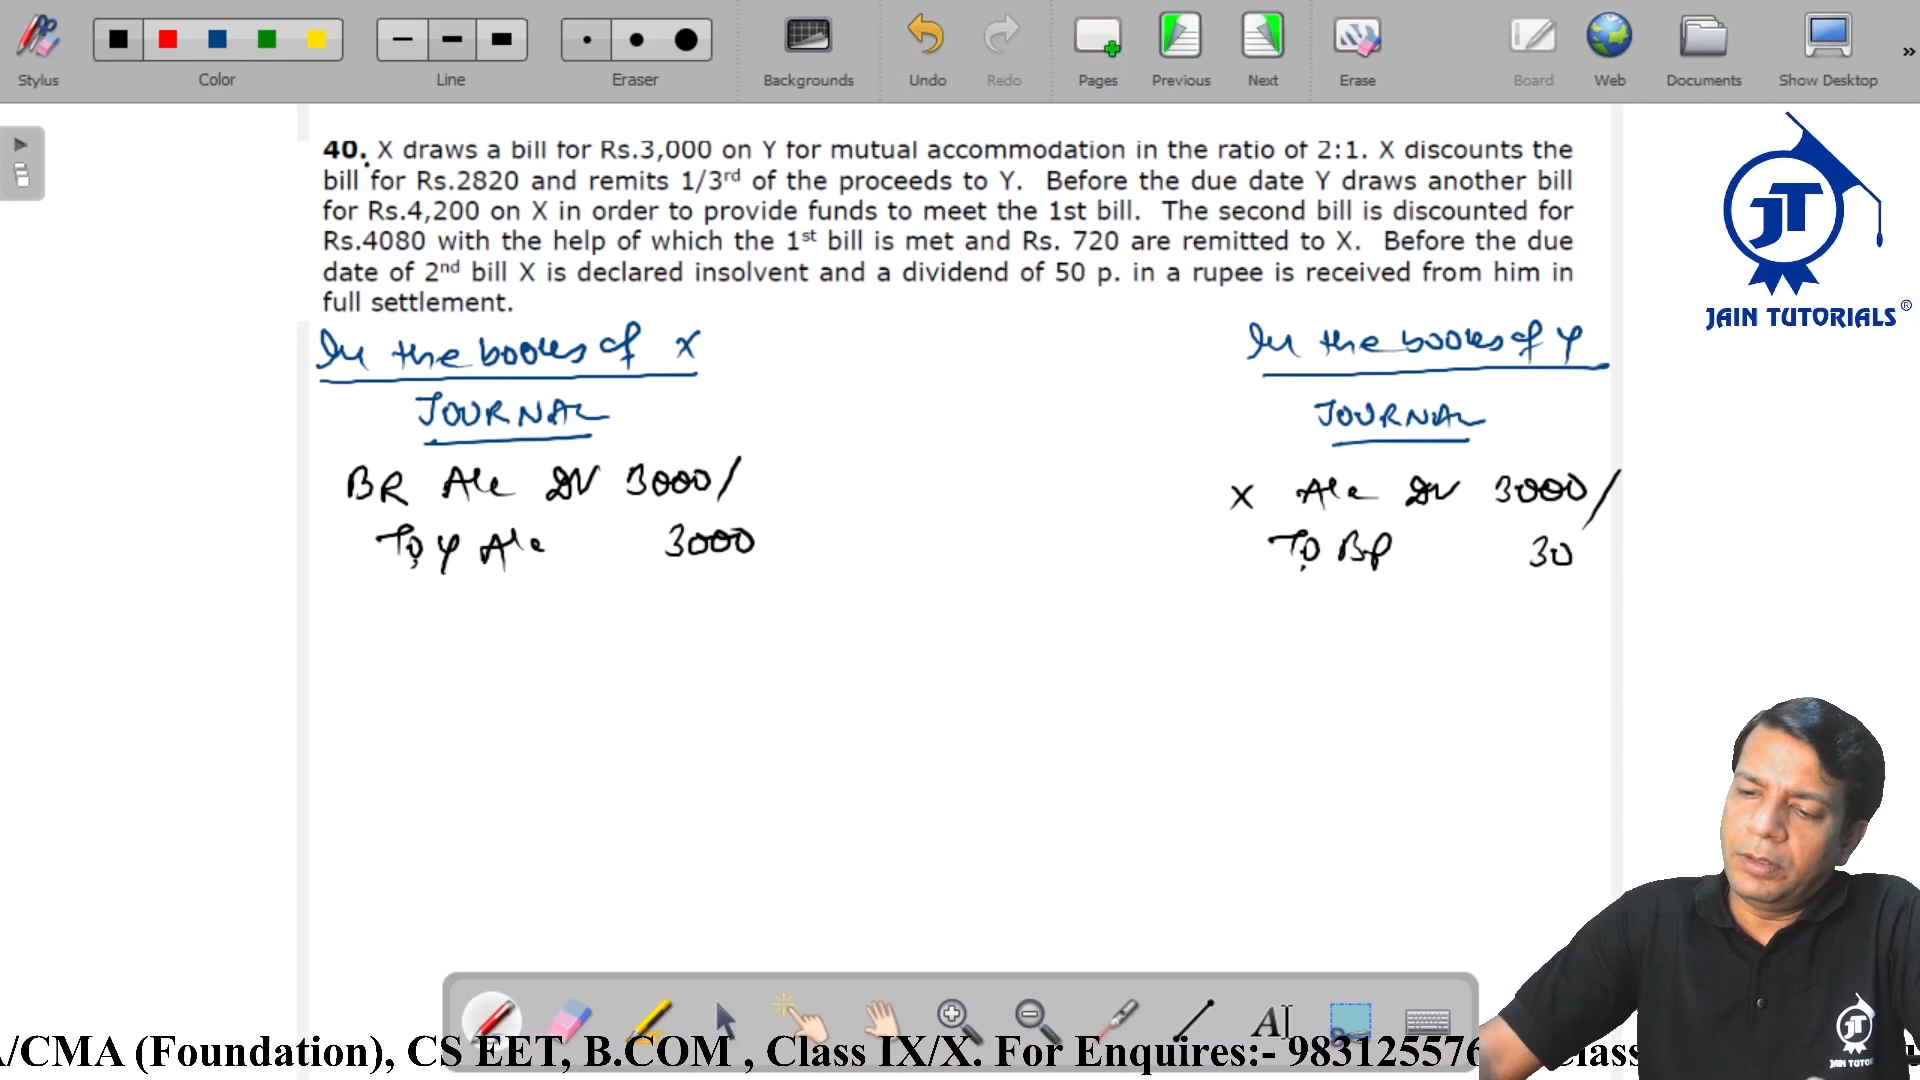 Stylus Color Line Eraser Backgrounds Undo Redo Pages Previous Next Erase Board Web Documents Show Desktop »
40. X draws a bill for Rs.3,000 on Y for mutual accommodation in the ratio of 2:1. X discounts the
bill for Rs.2820 and remits 1/3rd of the proceeds to Y. Before the due date Y draws another bill
for Rs.4,200 on X in order to provide funds to meet the 1st bill. The second bill is discounted for
Rs.4080 with the help of which the 1st bill is met and Rs. 720 are remitted to X. Before the due
date of 2nd bill X is declared insolvent and a dividend of 50 p. in a rupee is received from him in
full settlement.
JT
JAIN TUTORIALS®
In the books of X
JOURNAL
BR A/c Dr 3000/
To Y A/c 3000
In the books of Y
JOURNAL
X A/c Dr 3000/
To BP 30
AI
JT
JAIN TUTO
A/CMA (Foundation), CS EET, B.COM , Class IX/X. For Enquires:- 983125576